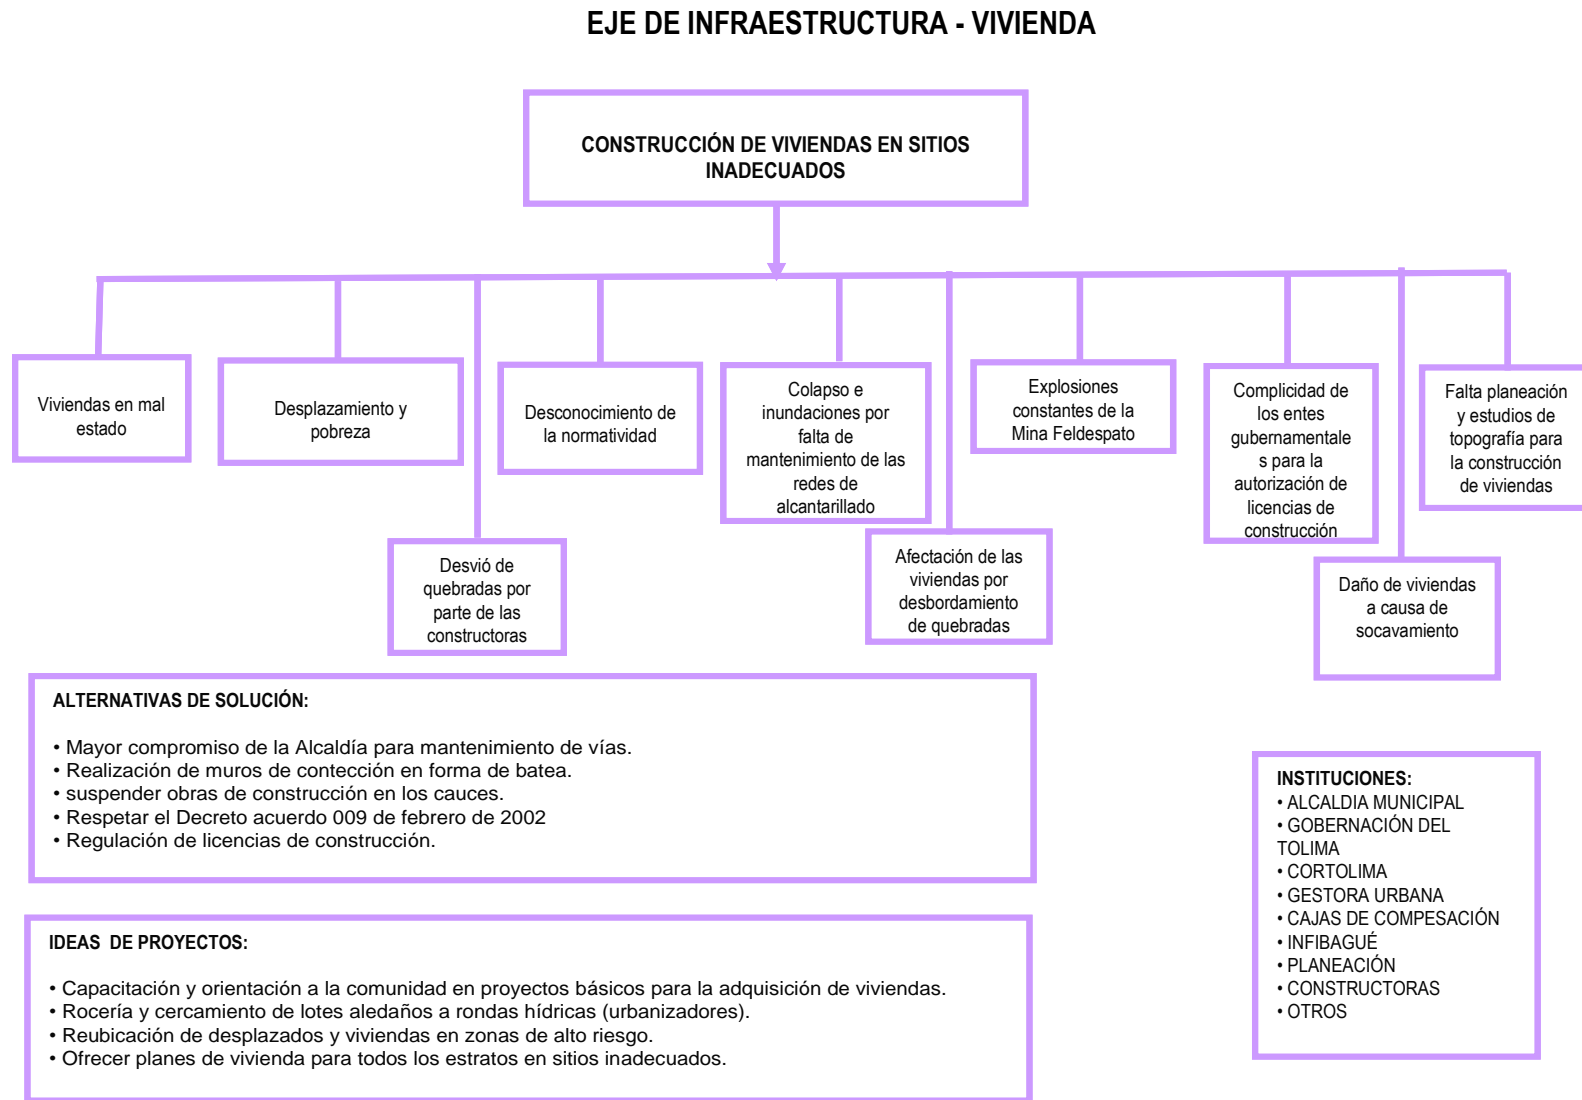 EJE DE INFRAESTRUCTURA - VIVIENDA
CONSTRUCCIÓN DE VIVIENDAS EN SITIOS
INADECUADOS
Viviendas en mal
estado
Desplazamiento y
pobreza
Desconocimiento de
la normatividad
Colapso e
inundaciones por
falta de
mantenimiento de las
redes de
alcantarillado
Explosiones
constantes de la
Mina Feldespato
Complicidad de
los entes
gubernamentale
s para la
autorización de
licencias de
construcción
Falta planeación
y estudios de
topografía para
la construcción
de viviendas
Desvió de
quebradas por
parte de las
constructoras
Afectación de las
viviendas por
desbordamiento
de quebradas
Daño de viviendas
a causa de
socavamiento
ALTERNATIVAS DE SOLUCIÓN:
• Mayor compromiso de la Alcaldía para mantenimiento de vías.
• Realización de muros de contección en forma de batea.
• suspender obras de construcción en los cauces.
• Respetar el Decreto acuerdo 009 de febrero de 2002
• Regulación de licencias de construcción.
IDEAS  DE PROYECTOS:
• Capacitación y orientación a la comunidad en proyectos básicos para la adquisición de viviendas.
• Rocería y cercamiento de lotes aledaños a rondas hídricas (urbanizadores).
• Reubicación de desplazados y viviendas en zonas de alto riesgo.
• Ofrecer planes de vivienda para todos los estratos en sitios inadecuados.
INSTITUCIONES:
• ALCALDIA MUNICIPAL
• GOBERNACIÓN DEL
TOLIMA
• CORTOLIMA
• GESTORA URBANA
• CAJAS DE COMPESACIÓN
• INFIBAGUÉ
• PLANEACIÓN
• CONSTRUCTORAS
• OTROS